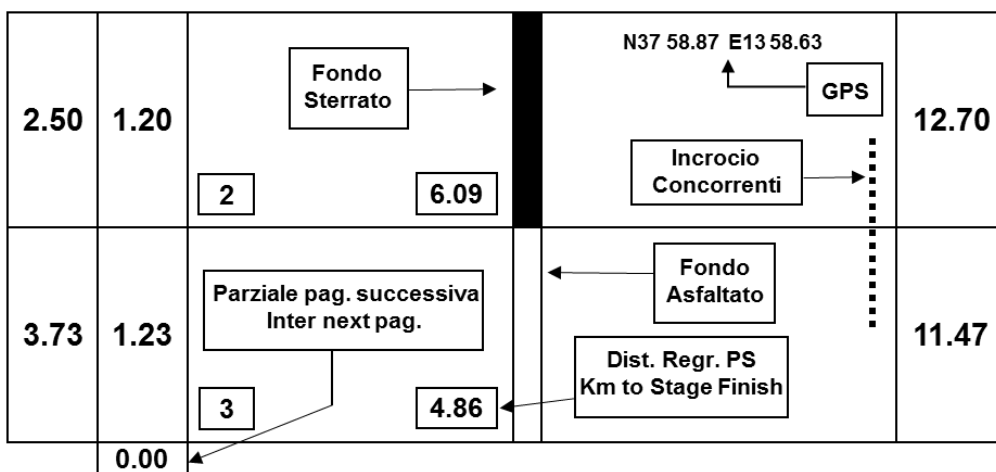 N37 58.87 E13 58.63
Fondo
Sterrato
GPS
2.50
1.20
12.70
Incrocio
Concorrenti
2
6.09
Fondo
Asfaltato
Parziale pag. successiva
Inter next pag.
3.73
1.23
11.47
Dist. Regr. PS
Km to Stage Finish
3
4.86
0.00